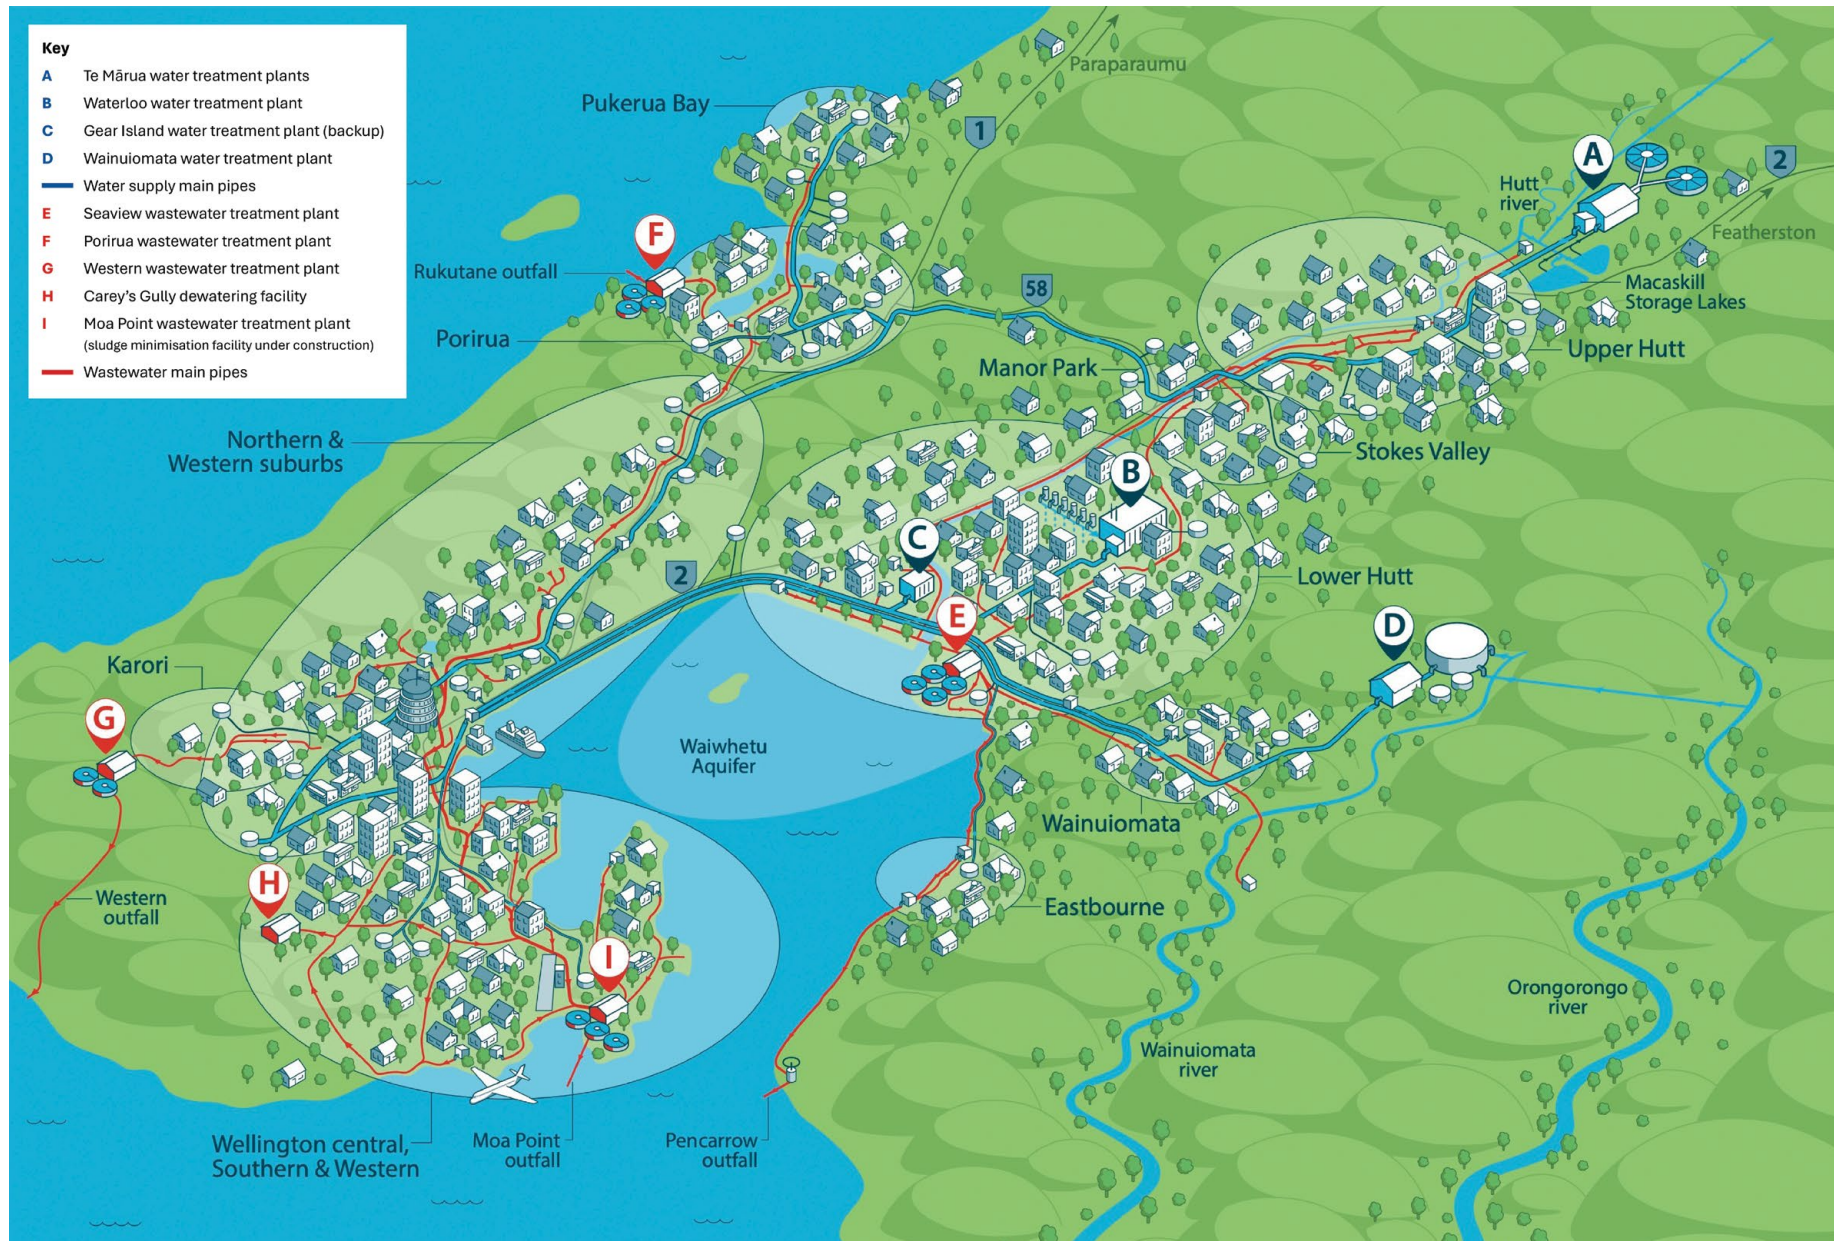 Key
A Te Mārua water treatment plants
B Waterloo water treatment plant
C Gear Island water treatment plant (backup)
D Wainuiomata water treatment plant
Water supply main pipes
E Seaview wastewater treatment plant
F Porirua wastewater treatment plant
G Western wastewater treatment plant
H Carey's Gully dewatering facility
I Moa Point wastewater treatment plant
(sludge minimisation facility under construction)
Wastewater main pipes
Paraparaumu
Pukerua Bay
1
A
2
Hutt
river
F
Featherston
Rukutane outfall
58
Macaskill
Storage Lakes
Porirua
Upper Hutt
Manor Park
Northern &
Western suburbs
Stokes Valley
B
C
2
Lower Hutt
E
D
Karori
G
Waiwhetu
Aquifer
Wainuiomata
H
Western
outfall
Eastbourne
I
Orongorongo
river
Wainuiomata
river
Wellington central,
Southern & Western
Moa Point
outfall
Pencarrow
outfall